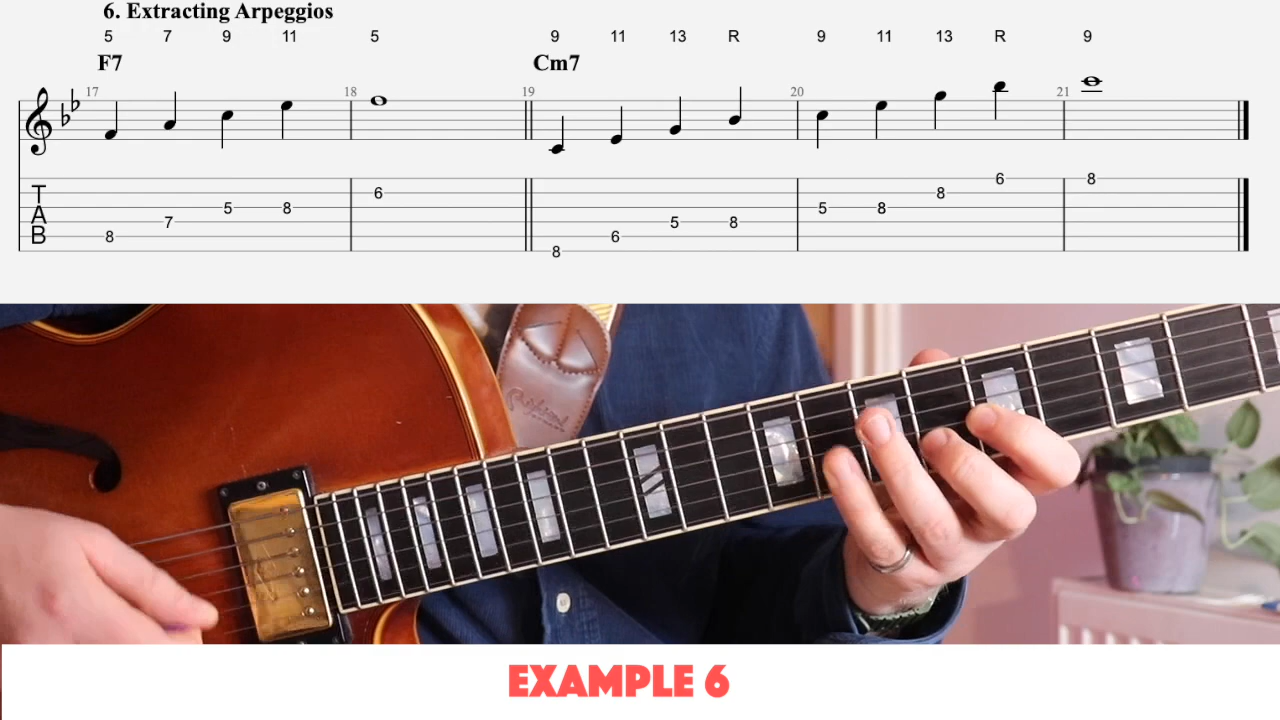 6. Extracting Arpeggios
5 7 9 11 5 9 11 13 R 9 11 13 R 9
F7 Cm7
17 18 19 20 21
T
A
B
8 7 5 8 6 8 6 5 8 5 8 8 6 8
EXAMPLE 6